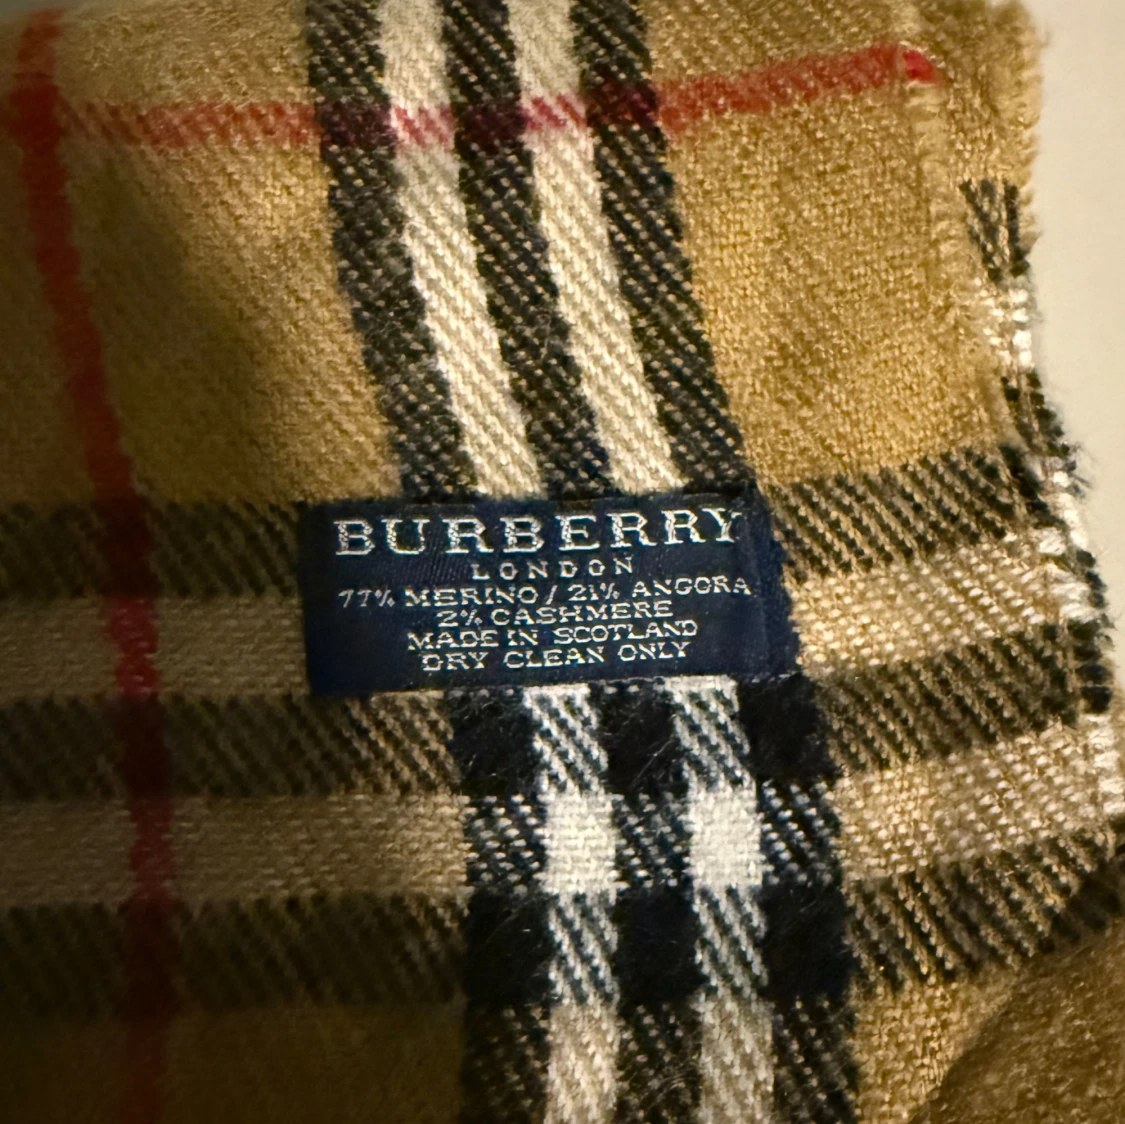 BURBERRY
LONDON
77% MERINO / 21% ANGORA
2% CASHMERE
MADE IN SCOTLAND
DRY CLEAN ONLY